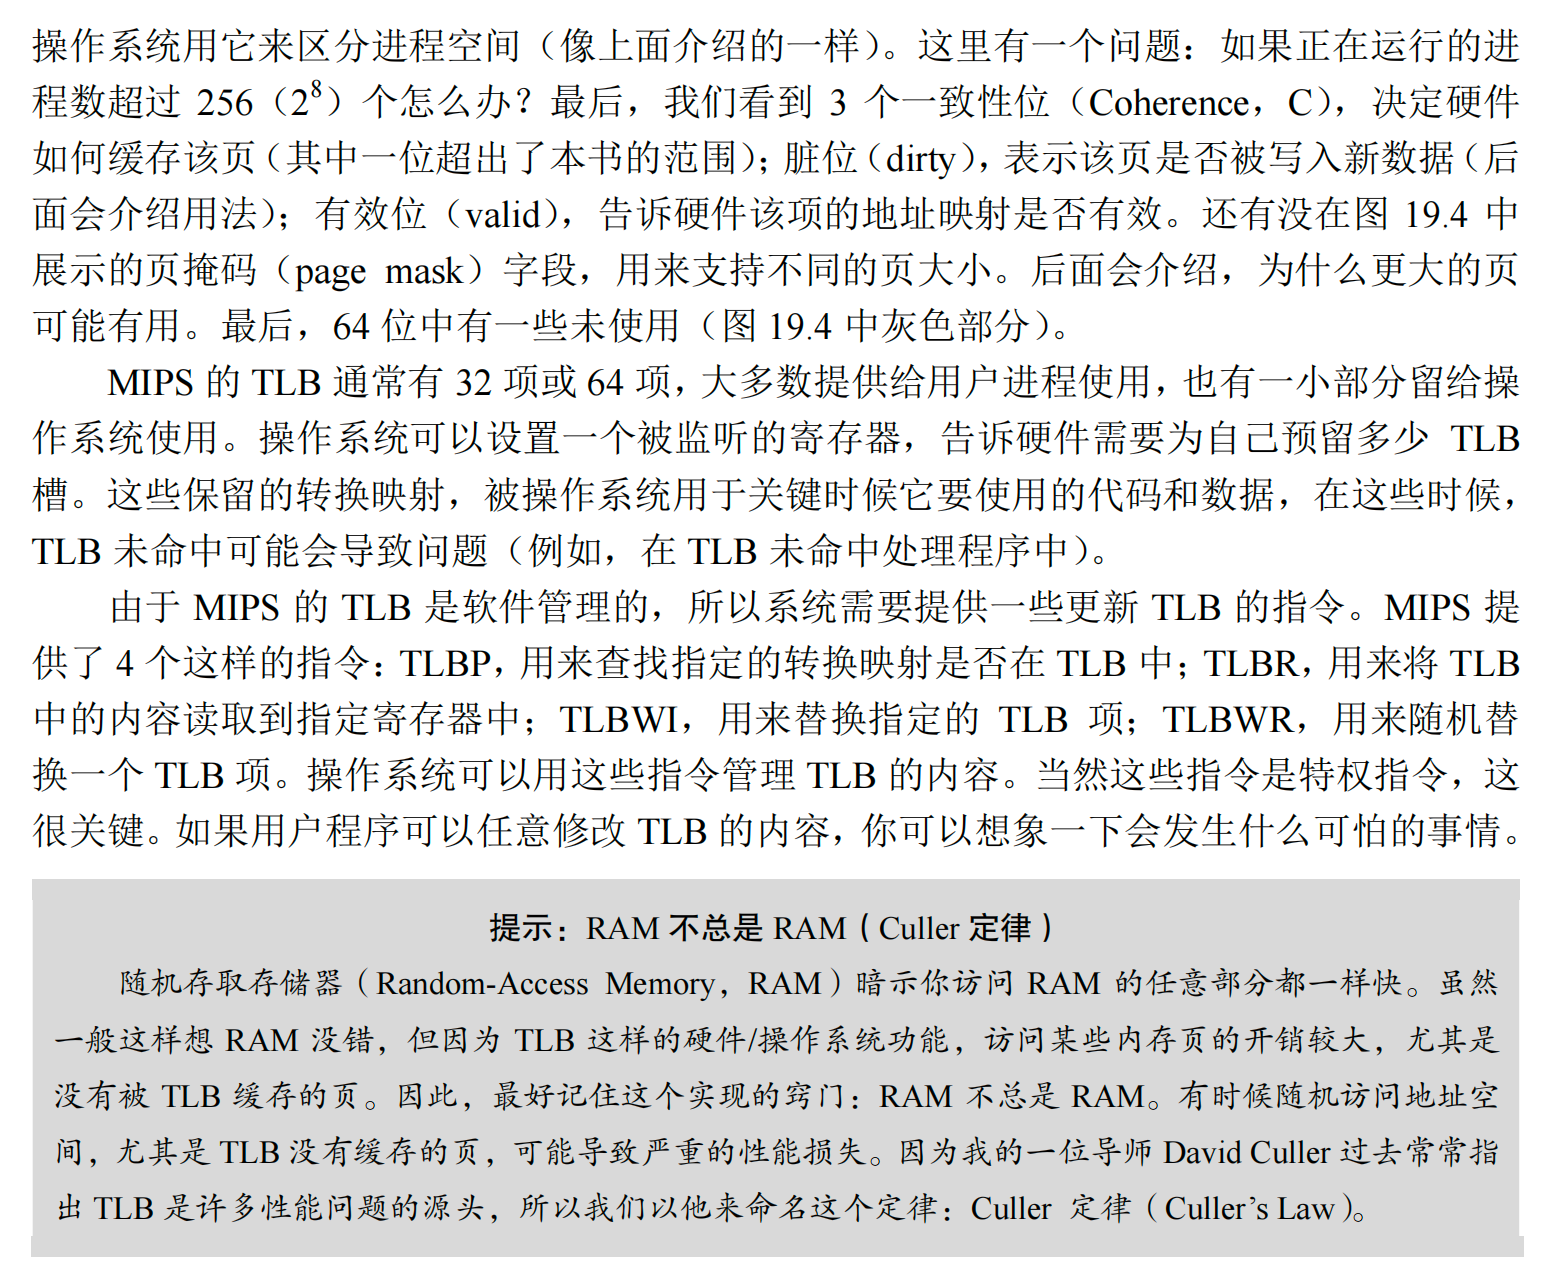 操作系统用它来区分进程空间（像上面介绍的一样）。这里有一个问题：如果正在运行的进
程数超过 256（2⁸）个怎么办？最后，我们看到 3 个一致性位（Coherence，C），决定硬件
如何缓存该页（其中一位超出了本书的范围）；脏位（dirty），表示该页是否被写入新数据（后
面会介绍用法）；有效位（valid），告诉硬件该项的地址映射是否有效。还有没在图 19.4 中
展示的页掩码（page mask）字段，用来支持不同的页大小。后面会介绍，为什么更大的页
可能有用。最后，64 位中有一些未使用（图 19.4 中灰色部分）。
MIPS 的 TLB 通常有 32 项或 64 项，大多数提供给用户进程使用，也有一小部分留给操
作系统使用。操作系统可以设置一个被监听的寄存器，告诉硬件需要为自己预留多少 TLB
槽。这些保留的转换映射，被操作系统用于关键时候它要使用的代码和数据，在这些时候，
TLB 未命中可能会导致问题（例如，在 TLB 未命中处理程序中）。
由于 MIPS 的 TLB 是软件管理的，所以系统需要提供一些更新 TLB 的指令。MIPS 提
供了 4 个这样的指令：TLBP，用来查找指定的转换映射是否在 TLB 中；TLBR，用来将 TLB
中的内容读取到指定寄存器中；TLBWI，用来替换指定的 TLB 项；TLBWR，用来随机替
换一个 TLB 项。操作系统可以用这些指令管理 TLB 的内容。当然这些指令是特权指令，这
很关键。如果用户程序可以任意修改 TLB 的内容，你可以想象一下会发生什么可怕的事情。
提示：RAM 不总是 RAM（Culler 定律）
随机存取存储器（Random-Access Memory，RAM）暗示你访问 RAM 的任意部分都一样快。虽然
一般这样想 RAM 没错，但因为 TLB 这样的硬件/操作系统功能，访问某些内存页的开销较大，尤其是
没有被 TLB 缓存的页。因此，最好记住这个实现的窍门：RAM 不总是 RAM。有时候随机访问地址空
间，尤其是 TLB 没有缓存的页，可能导致严重的性能损失。因为我的一位导师 David Culler 过去常常指
出 TLB 是许多性能问题的源头，所以我们以他来命名这个定律：Culler 定律（Culler’s Law）。